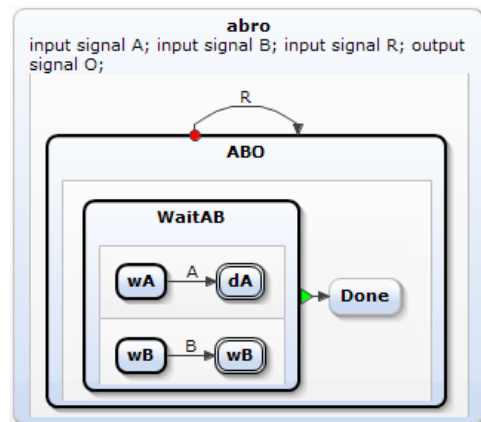 abro
input signal A; input signal B; input signal R; output
signal O;
R
ABO
WaitAB
wA
A
dA
Done
wB
B
wB